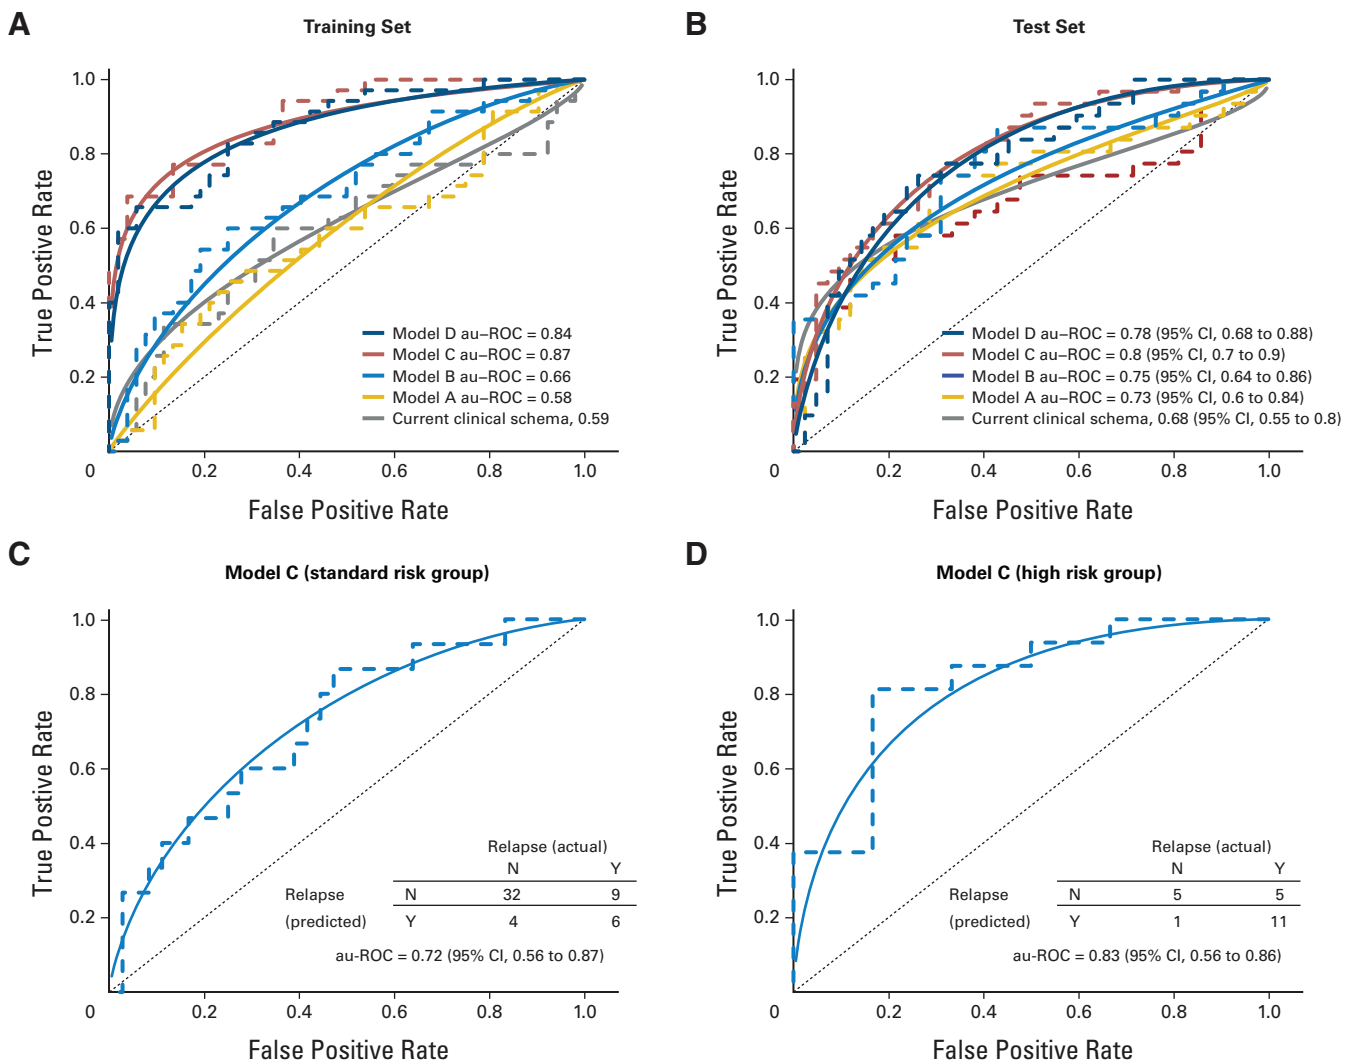 A
Training Set
1.0
0.8
0.6
0.4
0.2
0
0.2
0.4
0.6
0.8
1.0
True Postive Rate
False Positive Rate
Model D au–ROC = 0.84
Model C au–ROC = 0.87
Model B au–ROC = 0.66
Model A au–ROC = 0.58
Current clinical schema, 0.59
B
Test Set
1.0
0.8
0.6
0.4
0.2
0
0.2
0.4
0.6
0.8
1.0
True Postive Rate
False Positive Rate
Model D au–ROC = 0.78 (95% CI, 0.68 to 0.88)
Model C au–ROC = 0.8 (95% CI, 0.7 to 0.9)
Model B au–ROC = 0.75 (95% CI, 0.64 to 0.86)
Model A au–ROC = 0.73 (95% CI, 0.6 to 0.84)
Current clinical schema, 0.68 (95% CI, 0.55 to 0.8)
C
Model C (standard risk group)
1.0
0.8
0.6
0.4
0.2
0
0.2
0.4
0.6
0.8
1.0
True Postive Rate
False Positive Rate
Relapse (actual)
N Y
Relapse N 32 9
(predicted) Y 4 6
au-ROC = 0.72 (95% CI, 0.56 to 0.87)
D
Model C (high risk group)
1.0
0.8
0.6
0.4
0.2
0
0.2
0.4
0.6
0.8
1.0
True Postive Rate
False Positive Rate
Relapse (actual)
N Y
Relapse N 5 5
(predicted) Y 1 11
au-ROC = 0.83 (95% CI, 0.56 to 0.86)